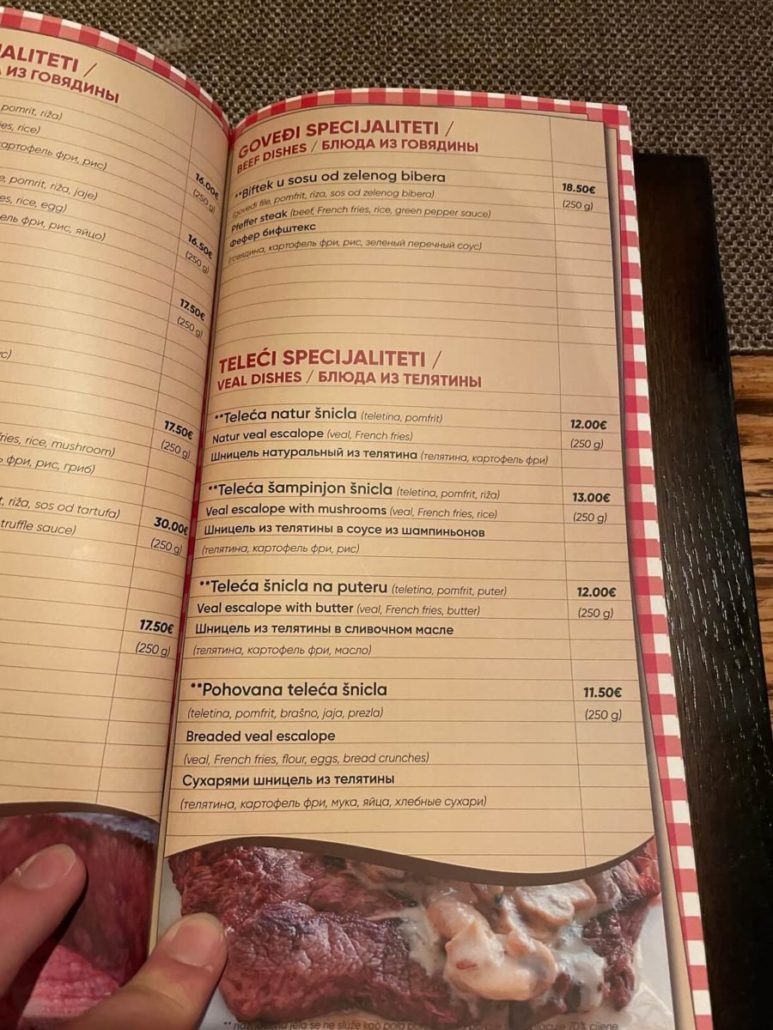 ALITETI /
ИЗ ГОВЯДИНЫ
pomfrit, riža)
es, rice)
картофель фри, рис)
16.00€
(250 g)
pomfrit, riža, jaje)
s, rice, egg)
ель фри, рис, яйцо)
16.50€
(250 g)
17.50€
(250 g)
ус)
17.50€
(250 g)
fries, rice, mushroom)
фри, рис, гриб)
riža, sos od tartufa)
truffle sauce)
30.00€
(250 g)
17.50€
(250 g)
GOVEĐI SPECIJALITETI /
BEEF DISHES / БЛЮДА ИЗ ГОВЯДИНЫ
**Biftek u sosu od zelenog bibera 18.50€
(goveđi file, pomfrit, riza, sos od zelenog bibera) (250 g)
Pfeffer steak (beef, French fries, rice, green pepper sauce)
Фефер бифштекс
(говядина, картофель фри, рис, зеленый перечный соус)
TELEĆI SPECIJALITETI /
VEAL DISHES / БЛЮДА ИЗ ТЕЛЯТИНЫ
**Teleća natur šnicla (teletina, pomfrit) 12.00€
Natur veal escalope (veal, French fries) (250 g)
Шницель натуральный из телятина (телятина, картофель фри)
**Teleća šampinjon šnicla (teletina, pomfrit, riža) 13.00€
Veal escalope with mushrooms (veal, French fries, rice) (250 g)
Шницель из телятины в соусе из шампиньонов
(телятина, картофель фри, рис)
**Teleća šnicla na puteru (teletina, pomfrit, puter) 12.00€
Veal escalope with butter (veal, French fries, butter) (250 g)
Шницель из телятины в сливочном масле
(телятина, картофель фри, масло)
**Pohovana teleća šnicla 11.50€
(teletina, pomfrit, brašno, jaja, prezla) (250 g)
Breaded veal escalope
(veal, French fries, flour, eggs, bread crunches)
Сухарями шницель из телятины
(телятина, картофель фри, мука, яйца, хлебные сухари)
jela se ne služe kao pola cijene